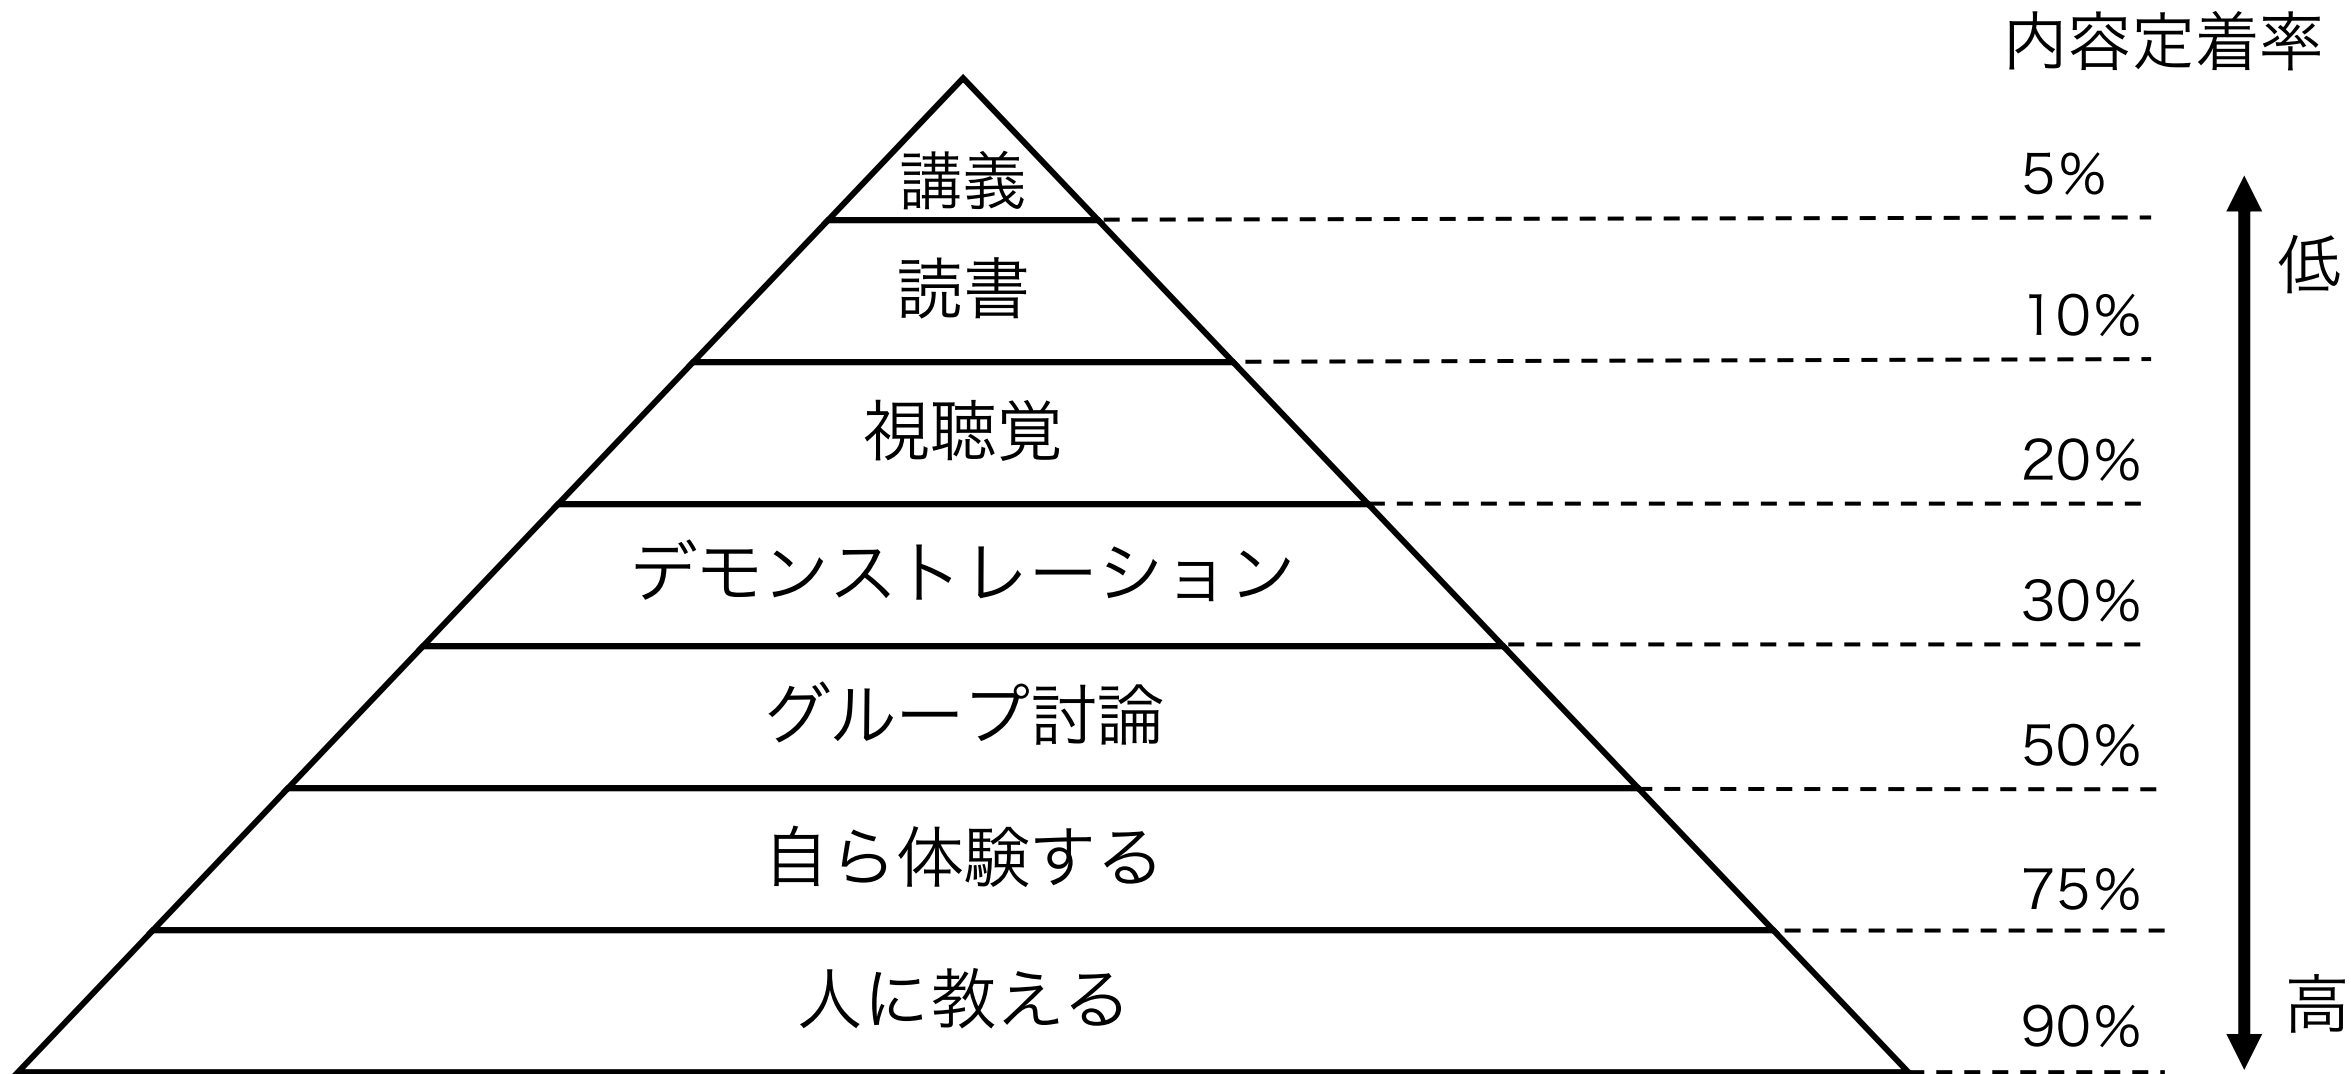 内容定着率
講義 5%
低
読書 10%
視聴覚 20%
デモンストレーション 30%
グループ討論 50%
自ら体験する 75%
人に教える 90%
高